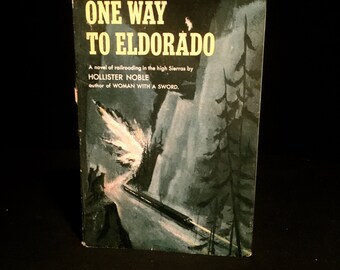 ONE WAY
TO ELDORADO
A novel of railroading in the high Sierras by
HOLLISTER NOBLE
author of WOMAN WITH A SWORD.